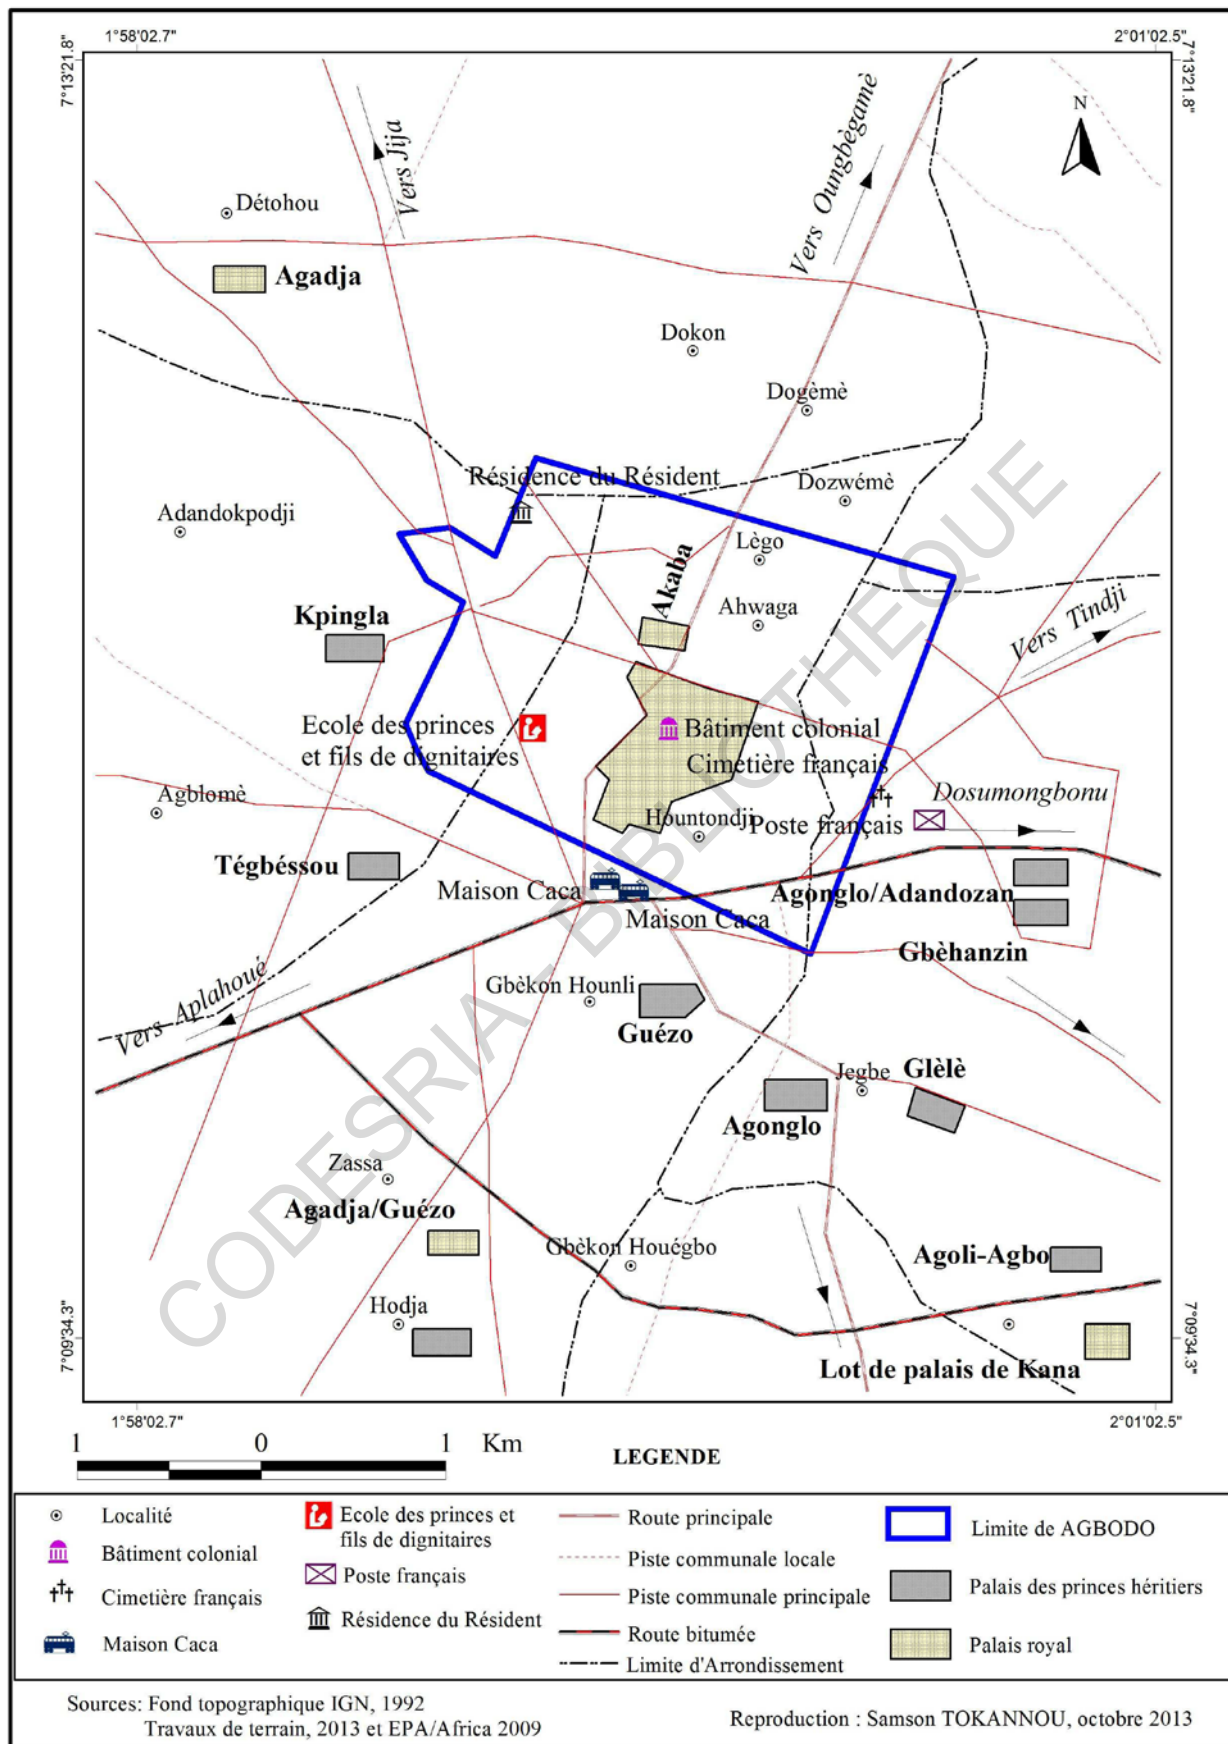 1°58'02.7"
2°01'02.5"
7°13'21.8"
7°13'21.8"
N
Vers Jija
Vers Oungbègamè
Détohou
Agadja
Dokon
Dogèmè
Résidence du Résident
Dozwémè
Adandokpodji
Lègo
Akaba
Ahwaga
Kpingla
Vers Tindji
Ecole des princes
et fils de dignitaires
Bâtiment colonial
Cimetière français
Agblomè
Dosumongbonu
Hountondji
Poste français
Tégbéssou
Maison Caca
Agonglo/Adandozan
Maison Caca
Gbèhanzin
Vers Aplahoué
Gbèkon Hounli
Guézo
Jegbe
Glèlè
Agonglo
Zassa
Agadja/Guézo
Gbèkon Houégbo
Agoli-Agbo
Hodja
Lot de palais de Kana
7°09'34.3"
7°09'34.3"
CODESRIA - BIBLIOTHEQUE
1°58'02.7"
2°01'02.5"
1 0 1 Km
LEGENDE
Localité
Bâtiment colonial
Cimetière français
Maison Caca
Ecole des princes et
fils de dignitaires
Poste français
Résidence du Résident
Route principale
Piste communale locale
Piste communale principale
Route bitumée
Limite d'Arrondissement
Limite de AGBODO
Palais des princes héritiers
Palais royal
Sources: Fond topographique IGN, 1992
Travaux de terrain, 2013 et EPA/Africa 2009
Reproduction : Samson TOKANNOU, octobre 2013